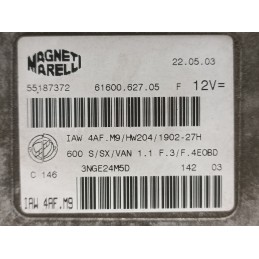 MAGNETI MARELLI
22.05.03
55187372 61600.627.05 F 12V=
IAW 4AF.M9/HW204/1902-27H
600 S/SX/VAN 1.1 F.3/F.4EOBD
C 146 3NGE24M5D 142 03
IAW 4AF.M9